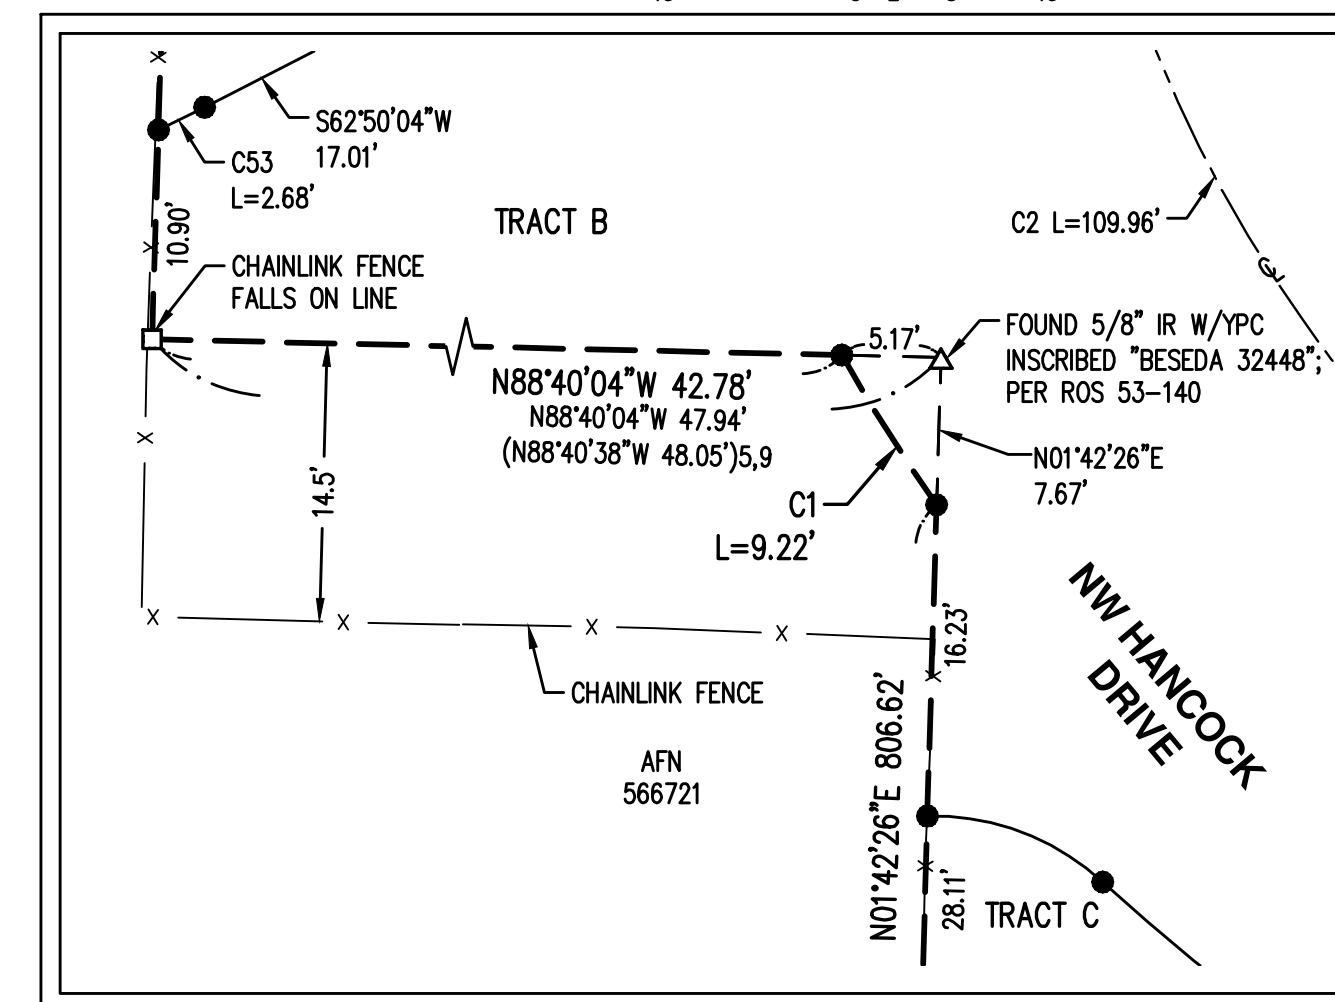 S62°50'04"W
17.01'
C53
L=2.68'
10.90'
TRACT B
C2 L=109.96'
CHAINLINK FENCE
FALLS ON LINE
℄
5.17'
FOUND 5/8" IR W/YPC
INSCRIBED "BESEDA 32448";
PER ROS 53-140
N88°40'04"W 42.78'
N88°40'04"W 47.94'
(N88°40'38"W 48.05')5,9
N01°42'26"E
7.67'
14.5'
C1
L=9.22'
X
X
X
X
X
X
X
X
X
16.23'
NW HANCOCK
DRIVE
CHAINLINK FENCE
AFN
566721
N01°42'26"E 806.62'
28.11'
TRACT C